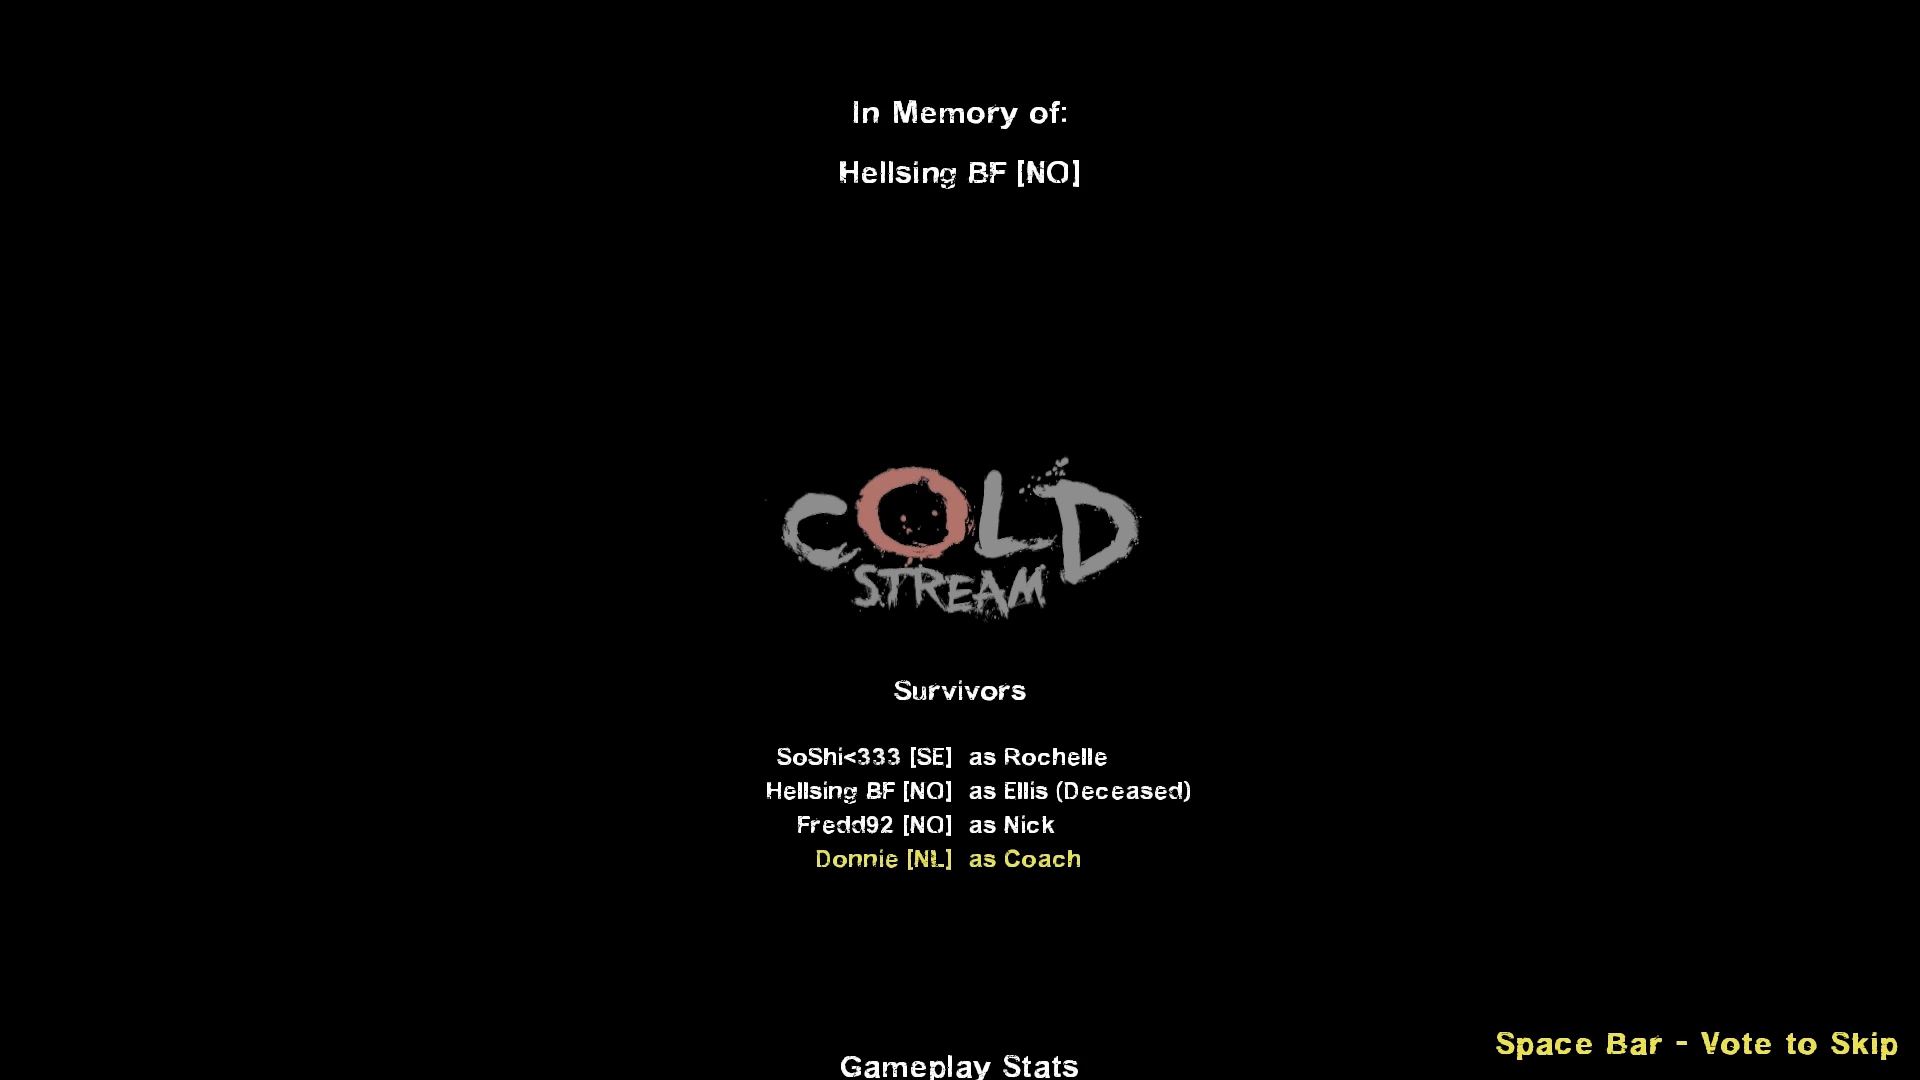 In Memory of:
Hellsing BF [NO]
COLD
STREAM
Survivors
SoShi<333 [SE] as Rochelle
Hellsing BF [NO] as Ellis (Deceased)
Fredd92 [NO] as Nick
Donnie [NL] as Coach
Space Bar - Vote to Skip
Gameplay Stats